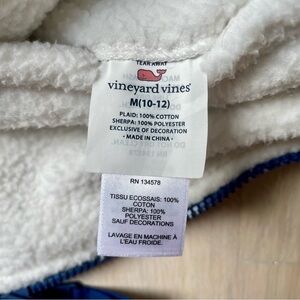 TEAR AWAY
vineyard vines®
M(10-12)
PLAID: 100% COTTON
SHERPA: 100% POLYESTER
EXCLUSIVE OF DECORATION
- MADE IN CHINA -
RN 134578
TISSU ECOSSAIS: 100%
COTON
SHERPA: 100%
POLYESTER
SAUF DECORATIONS
LAVAGE EN MACHINE À
L'EAU FROIDE.